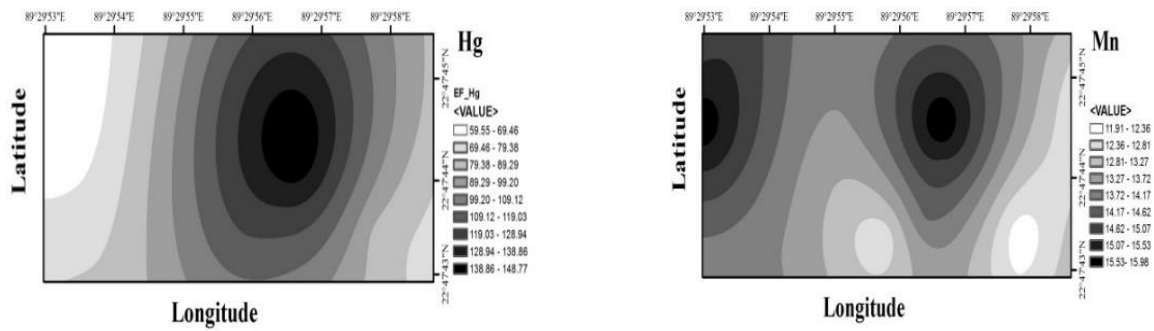 89°29'53"E 89°29'54"E 89°29'55"E 89°29'56"E 89°29'57"E 89°29'58"E
Hg
Latitude
22°47'45"N
22°47'44"N
22°47'43"N
EF_Hg
<VALUE>
59.55 - 69.46
69.46 - 79.38
79.38 - 89.29
89.29 - 99.20
99.20 - 109.12
109.12 - 119.03
119.03 - 128.94
128.94 - 138.86
138.86 - 148.77
Longitude
89°29'53"E 89°29'54"E 89°29'55"E 89°29'56"E 89°29'57"E 89°29'58"E
Mn
Latitude
22°47'45"N
22°47'44"N
22°47'43"N
<VALUE>
11.91 - 12.36
12.36 - 12.81
12.81 - 13.27
13.27 - 13.72
13.72 - 14.17
14.17 - 14.62
14.62 - 15.07
15.07 - 15.53
15.53- 15.98
Longitude